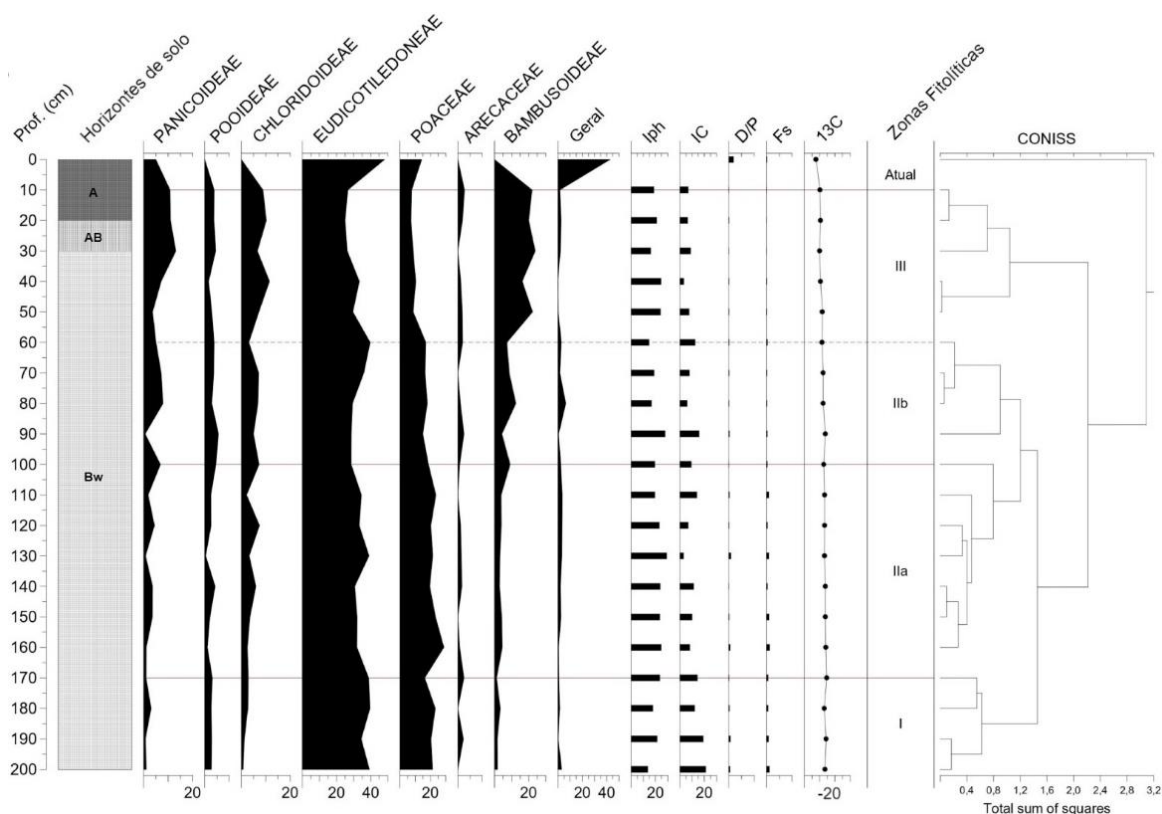 Prof. (cm)
Horizontes de solo
PANICOIDEAE
POOIDEAE
CHLORIDOIDEAE
EUDICOTILEDONEAE
POACEAE
ARECACEAE
BAMBUSOIDEAE
Geral
Iph
IC
D/P
Fs
13C
Zonas Fitolíticas
CONISS
0
10
20
30
40
50
60
70
80
90
100
110
120
130
140
150
160
170
180
190
200
A
AB
Bw
Atual
III
IIb
IIa
I
20 20 20 40 20 20 20 40 20 20 -20
0,4 0,8 1,2 1,6 2,0 2,4 2,8 3,2
Total sum of squares